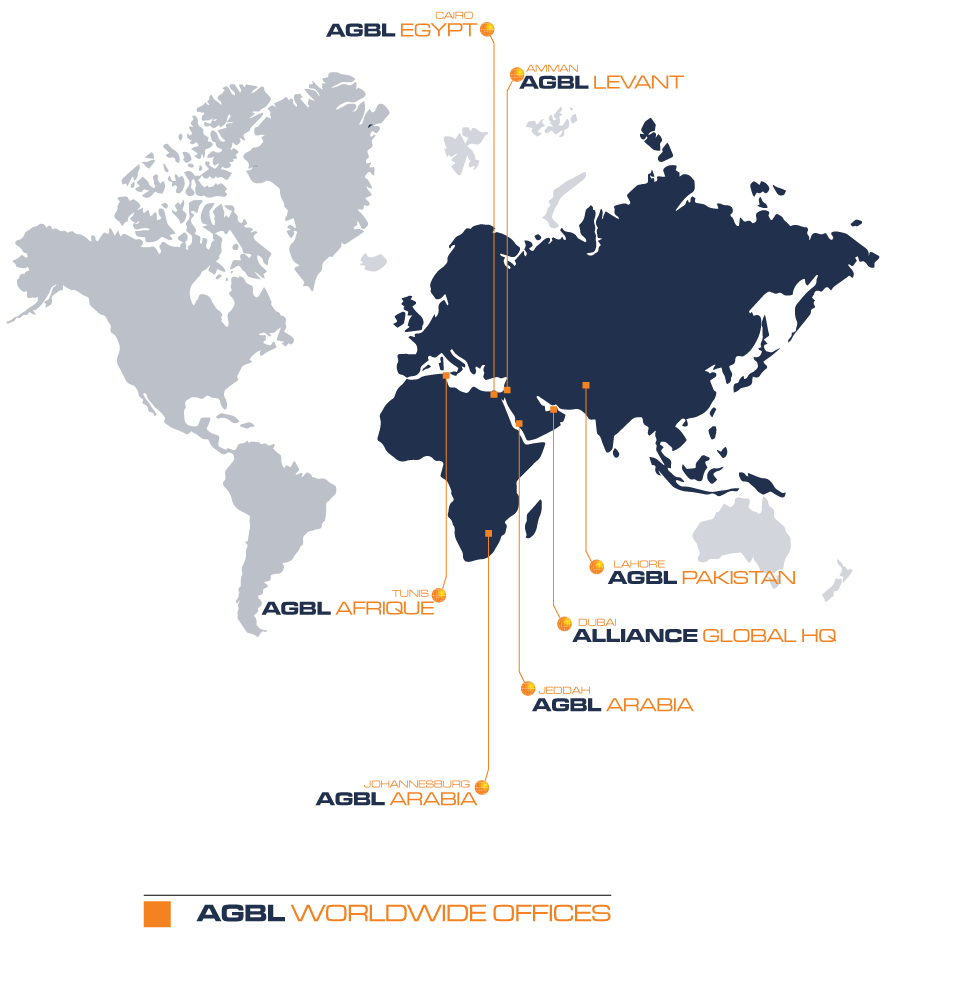 CAIRO
AGBL EGYPT
AMMAN
AGBL LEVANT
LAHORE
AGBL PAKISTAN
TUNIS
AGBL AFRIQUE
DUBAI
ALLIANCE GLOBAL HQ
JEDDAH
AGBL ARABIA
JOHANNESBURG
AGBL ARABIA
AGBL WORLDWIDE OFFICES